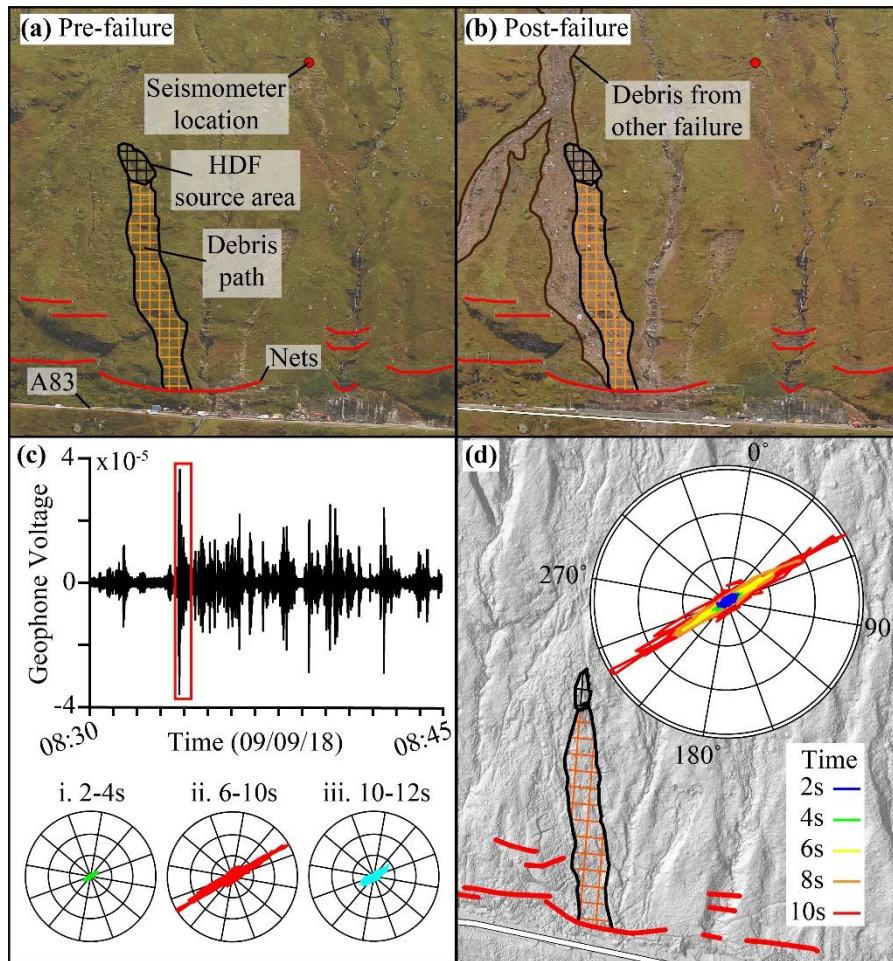 (a) Pre-failure
Seismometer
location
HDF
source area
Debris
path
Nets
A83
(b) Post-failure
Debris from
other failure
(c)
4 x10-5
0
-4
Geophone Voltage
08:30
Time (09/09/18)
08:45
i. 2-4s
ii. 6-10s
iii. 10-12s
(d)
0°
270°
90°
180°
Time
2s
4s
6s
8s
10s